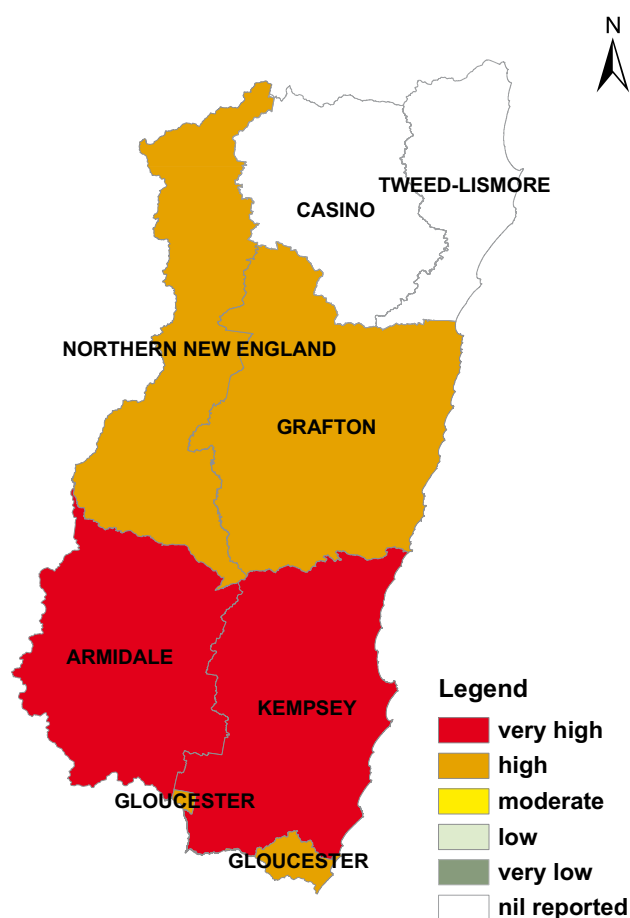 N
TWEED-LISMORE
CASINO
NORTHERN NEW ENGLAND
GRAFTON
ARMIDALE
KEMPSEY
GLOUCESTER
GLOUCESTER
Legend
very high
high
moderate
low
very low
nil reported